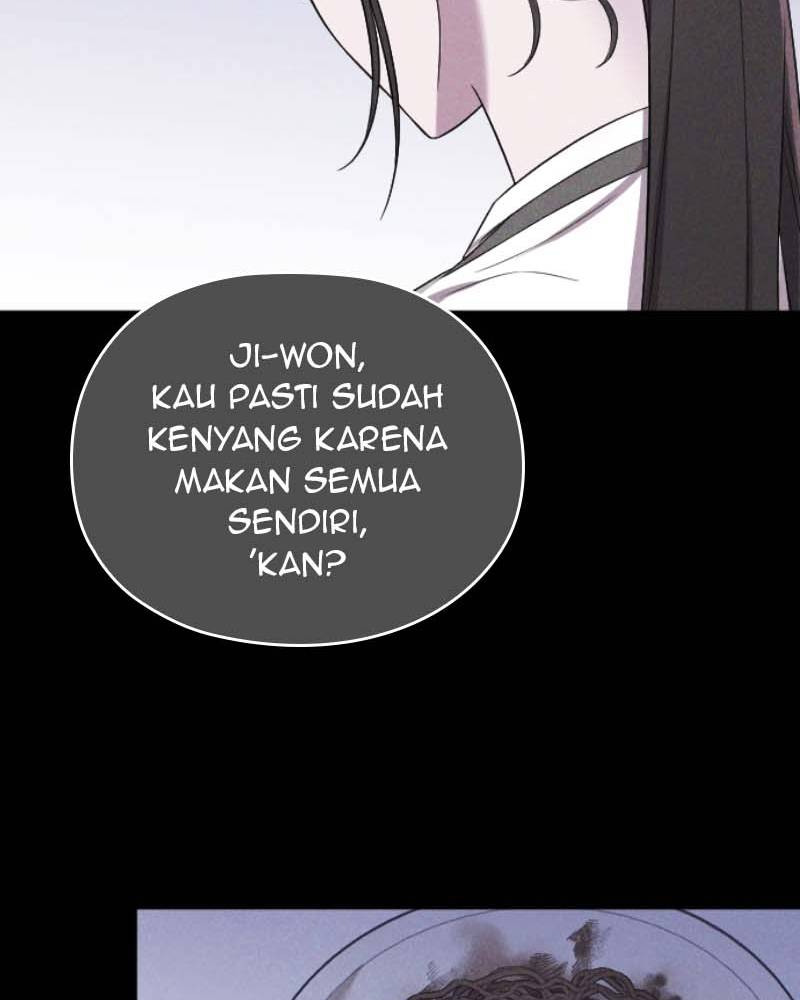 JI-WON,
KAU PASTI SUDAH
KENYANG KARENA
MAKAN SEMUA
SENDIRI,
'KAN?